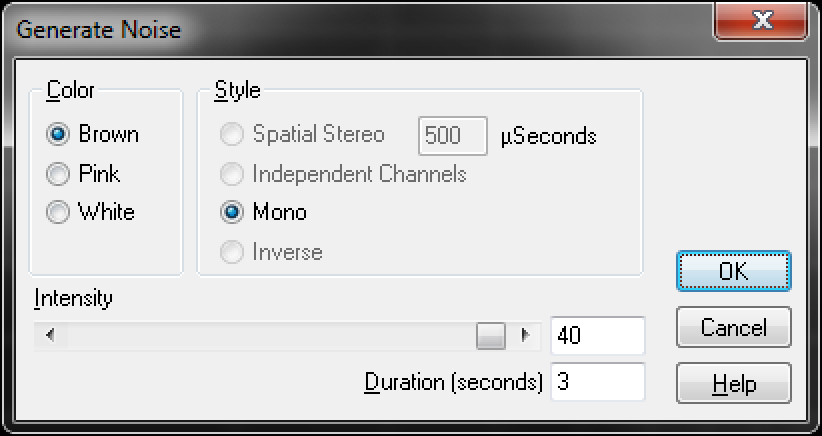 Generate Noise
Color
Brown
Pink
White
Style
Spatial Stereo 500 µSeconds
Independent Channels
Mono
Inverse
Intensity
40
Duration (seconds) 3
OK
Cancel
Help